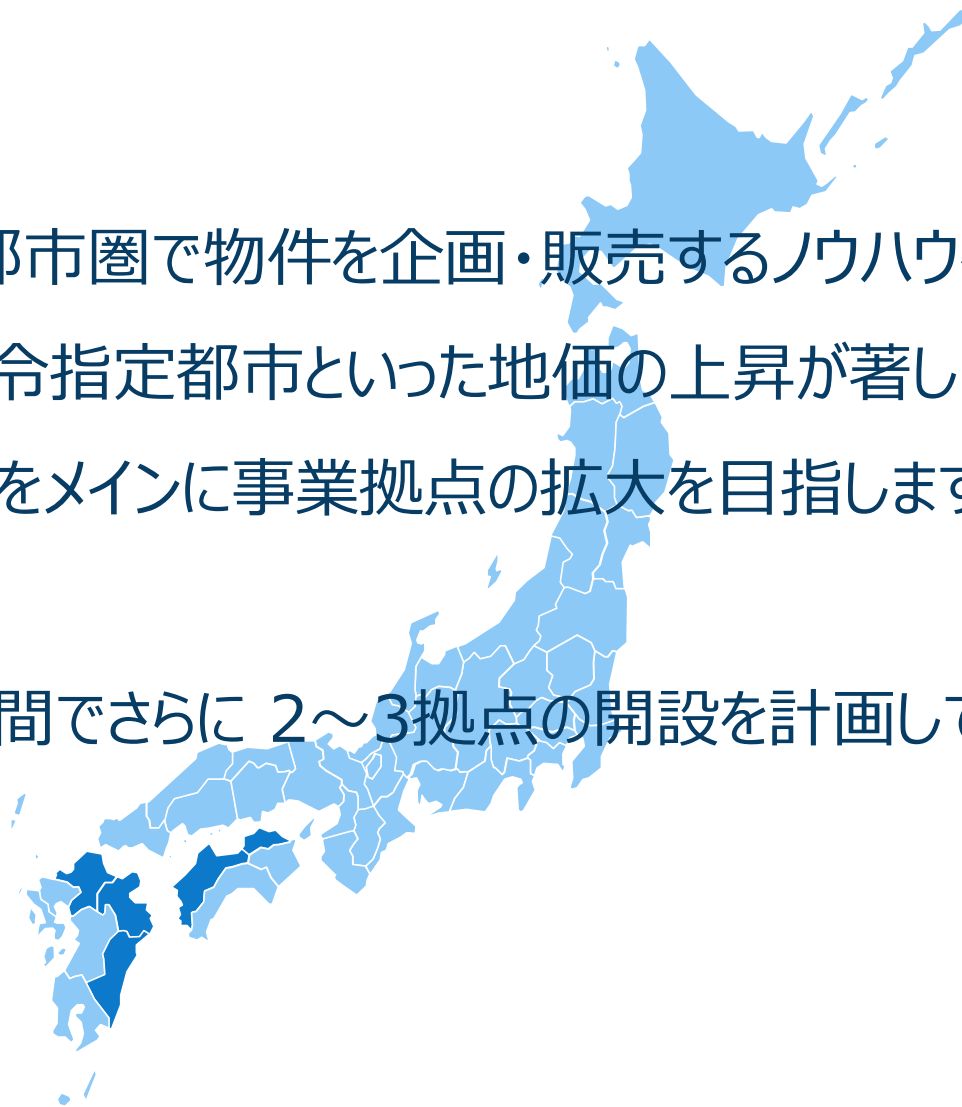 市圏で物件を企画・販売するノウハウ
令指定都市といった地価の上昇が著し
をメインに事業拠点の拡大を目指します
間でさらに 2～3拠点の開設を計画して